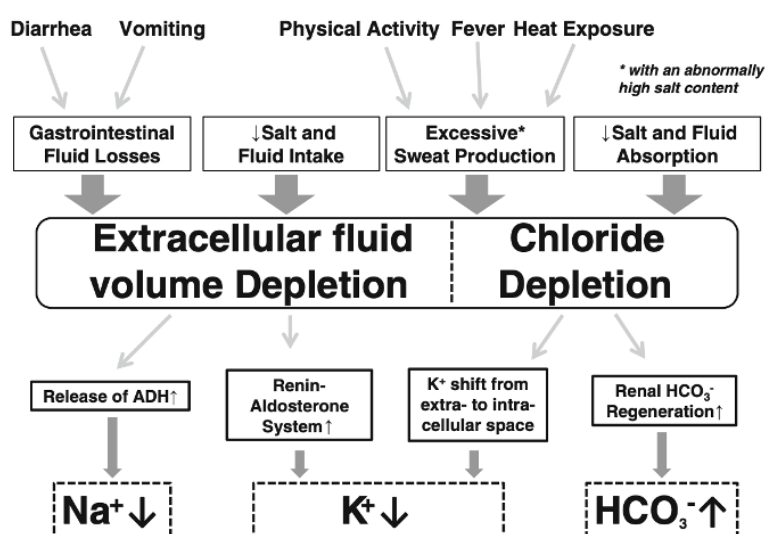 Diarrhea Vomiting Physical Activity Fever Heat Exposure
* with an abnormally
high salt content
Gastrointestinal
Fluid Losses
↓Salt and
Fluid Intake
Excessive*
Sweat Production
↓Salt and Fluid
Absorption
Extracellular fluid
volume Depletion
Chloride
Depletion
Release of ADH↑
Renin-
Aldosterone
System↑
K⁺ shift from
extra- to intra-
cellular space
Renal HCO₃⁻
Regeneration↑
Na⁺↓
K⁺↓
HCO₃⁻↑